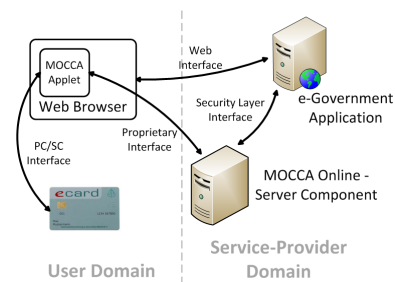 MOCCA
Applet
Web Browser
Web
Interface
e-Government
Application
Security Layer
Interface
Proprietary
Interface
PC/SC
Interface
MOCCA Online -
Server Component
ecard
User Domain
Service-Provider
Domain